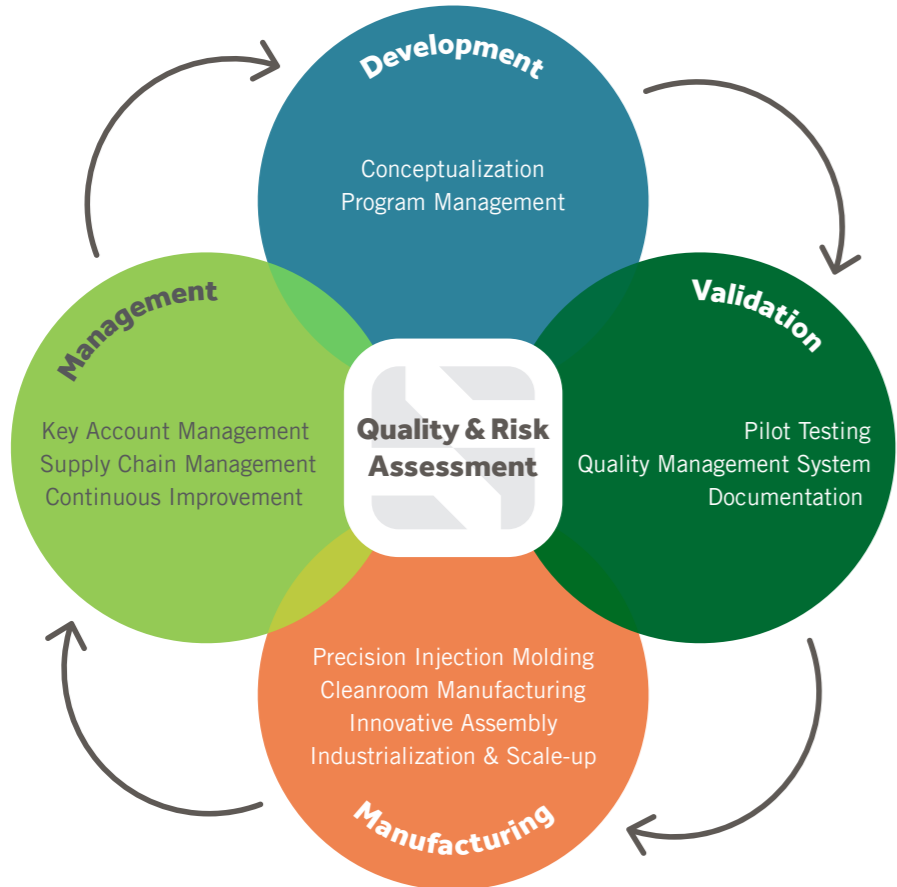 Development
Conceptualization
Program Management
Validation
Pilot Testing
Quality Management System
Documentation
Management
Key Account Management
Supply Chain Management
Continuous Improvement
Quality & Risk
Assessment
Precision Injection Molding
Cleanroom Manufacturing
Innovative Assembly
Industrialization & Scale-up
Manufacturing